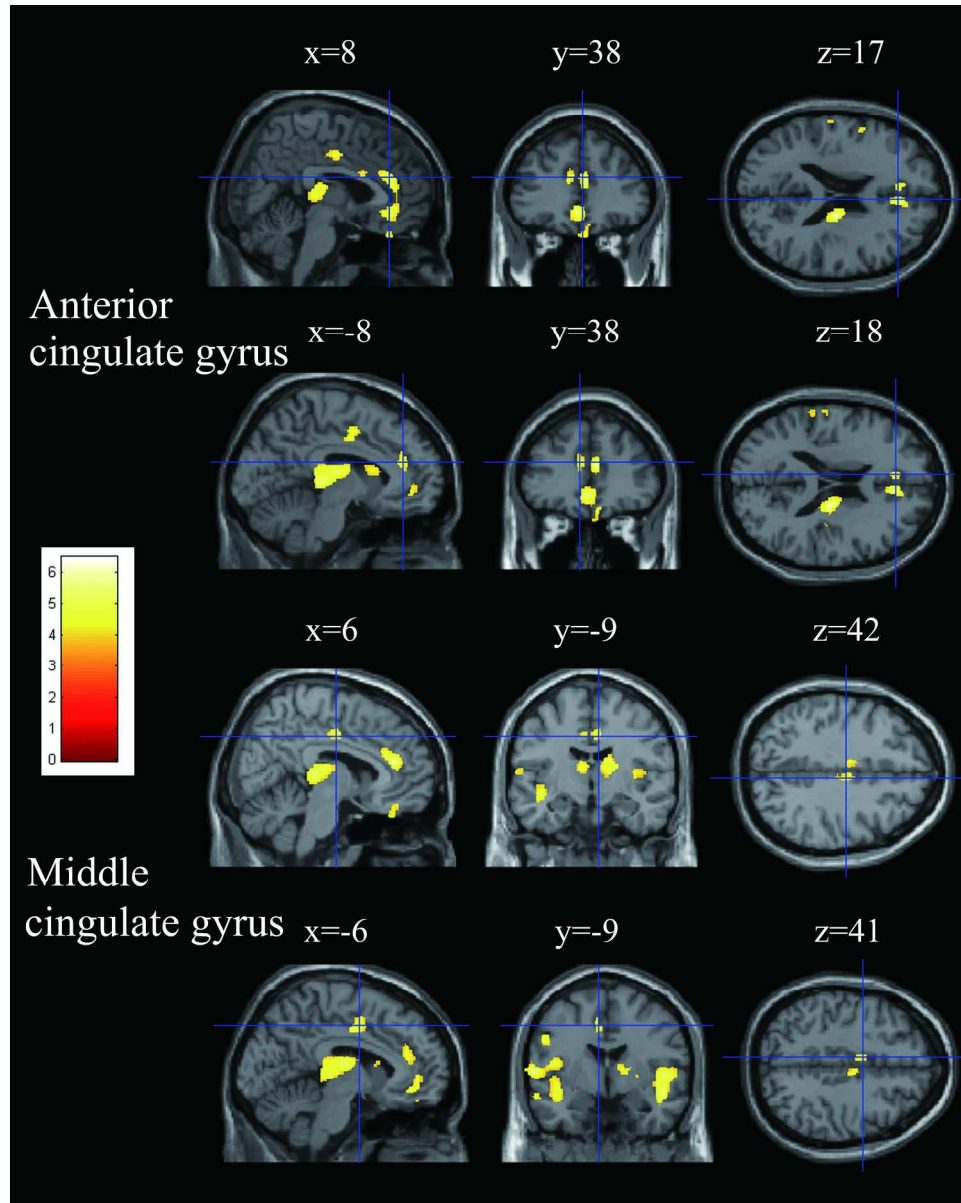 x=8 y=38 z=17
Anterior
cingulate gyrus
x=-8 y=38 z=18
6
5
4
3
2
1
0
x=6 y=-9 z=42
Middle
cingulate gyrus
x=-6 y=-9 z=41